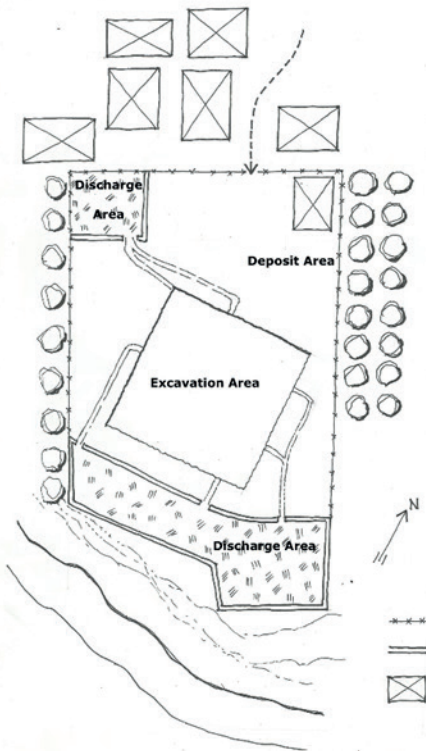 Discharge
Area
Deposit Area
Excavation Area
Discharge Area
N